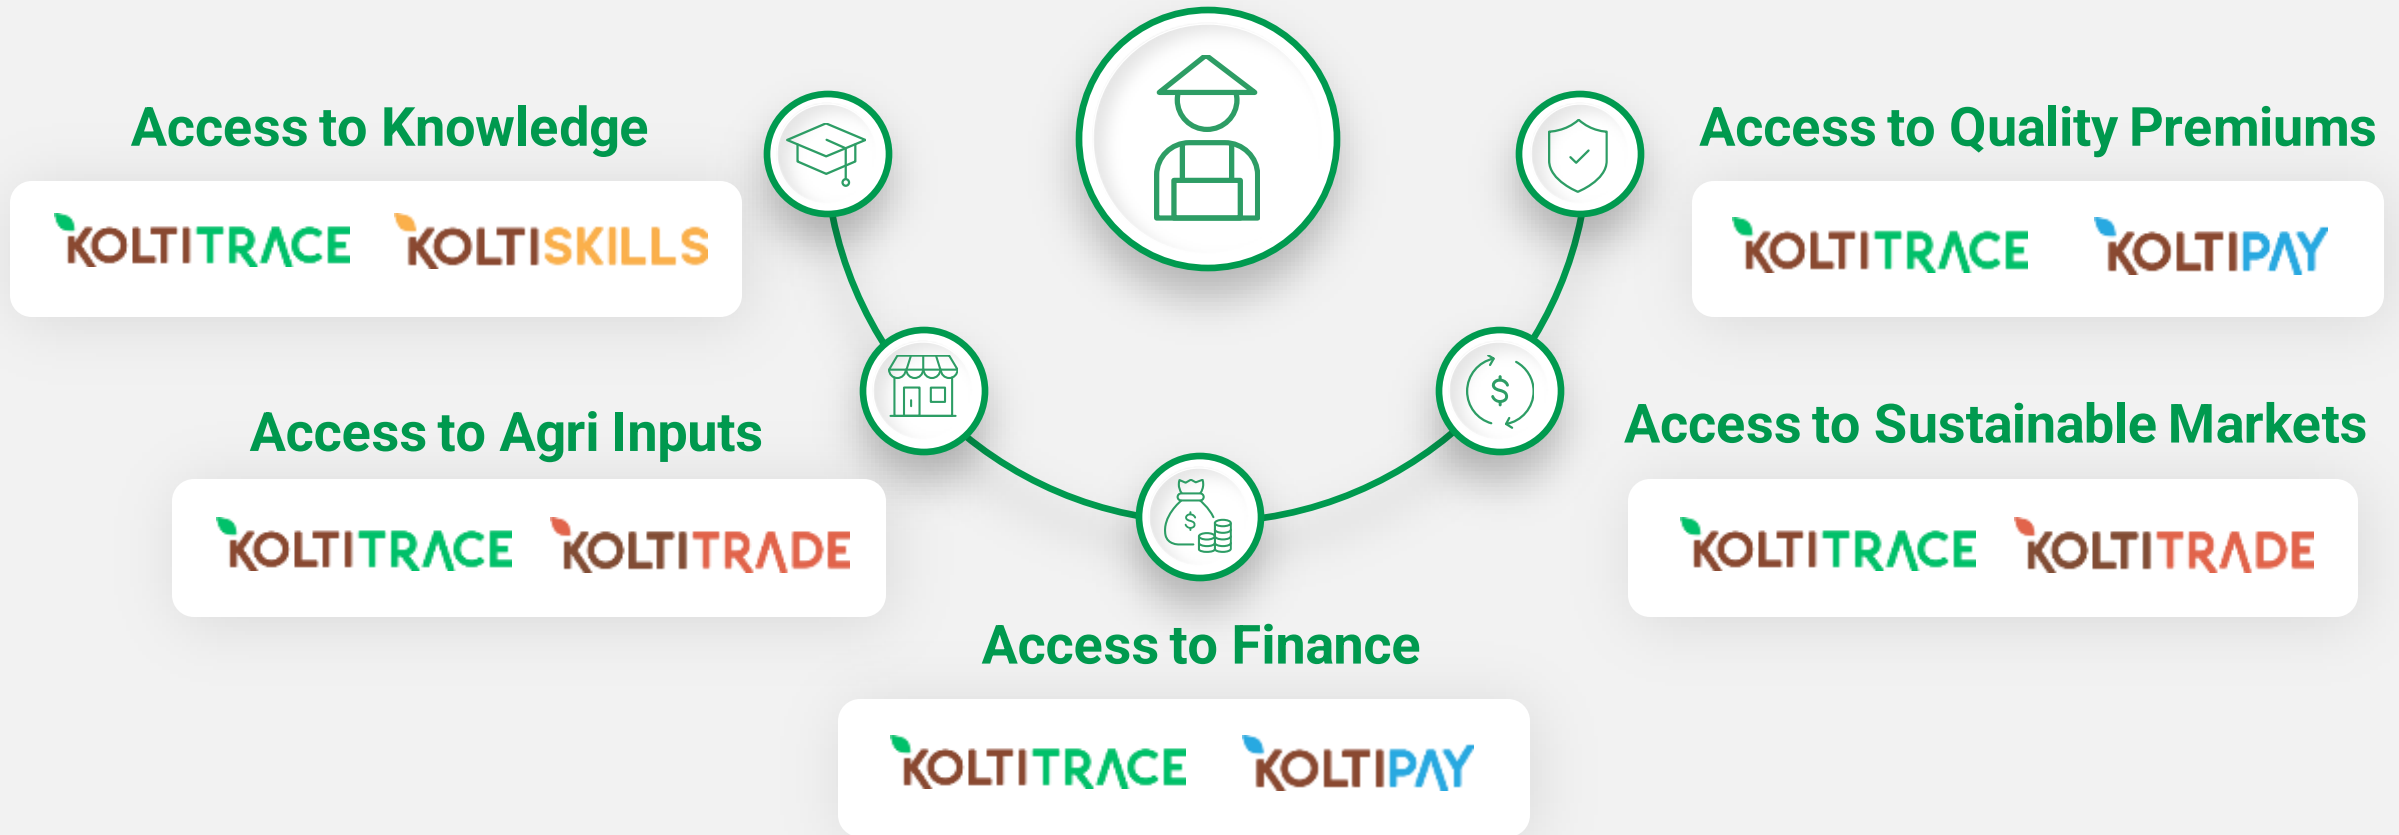 Access to Knowledge
KOLTITRACE KOLTISKILLS
Access to Agri Inputs
KOLTITRACE KOLTITRADE
Access to Finance
KOLTITRACE KOLTIPAY
Access to Sustainable Markets
KOLTITRACE KOLTITRADE
Access to Quality Premiums
KOLTITRACE KOLTIPAY
$
$